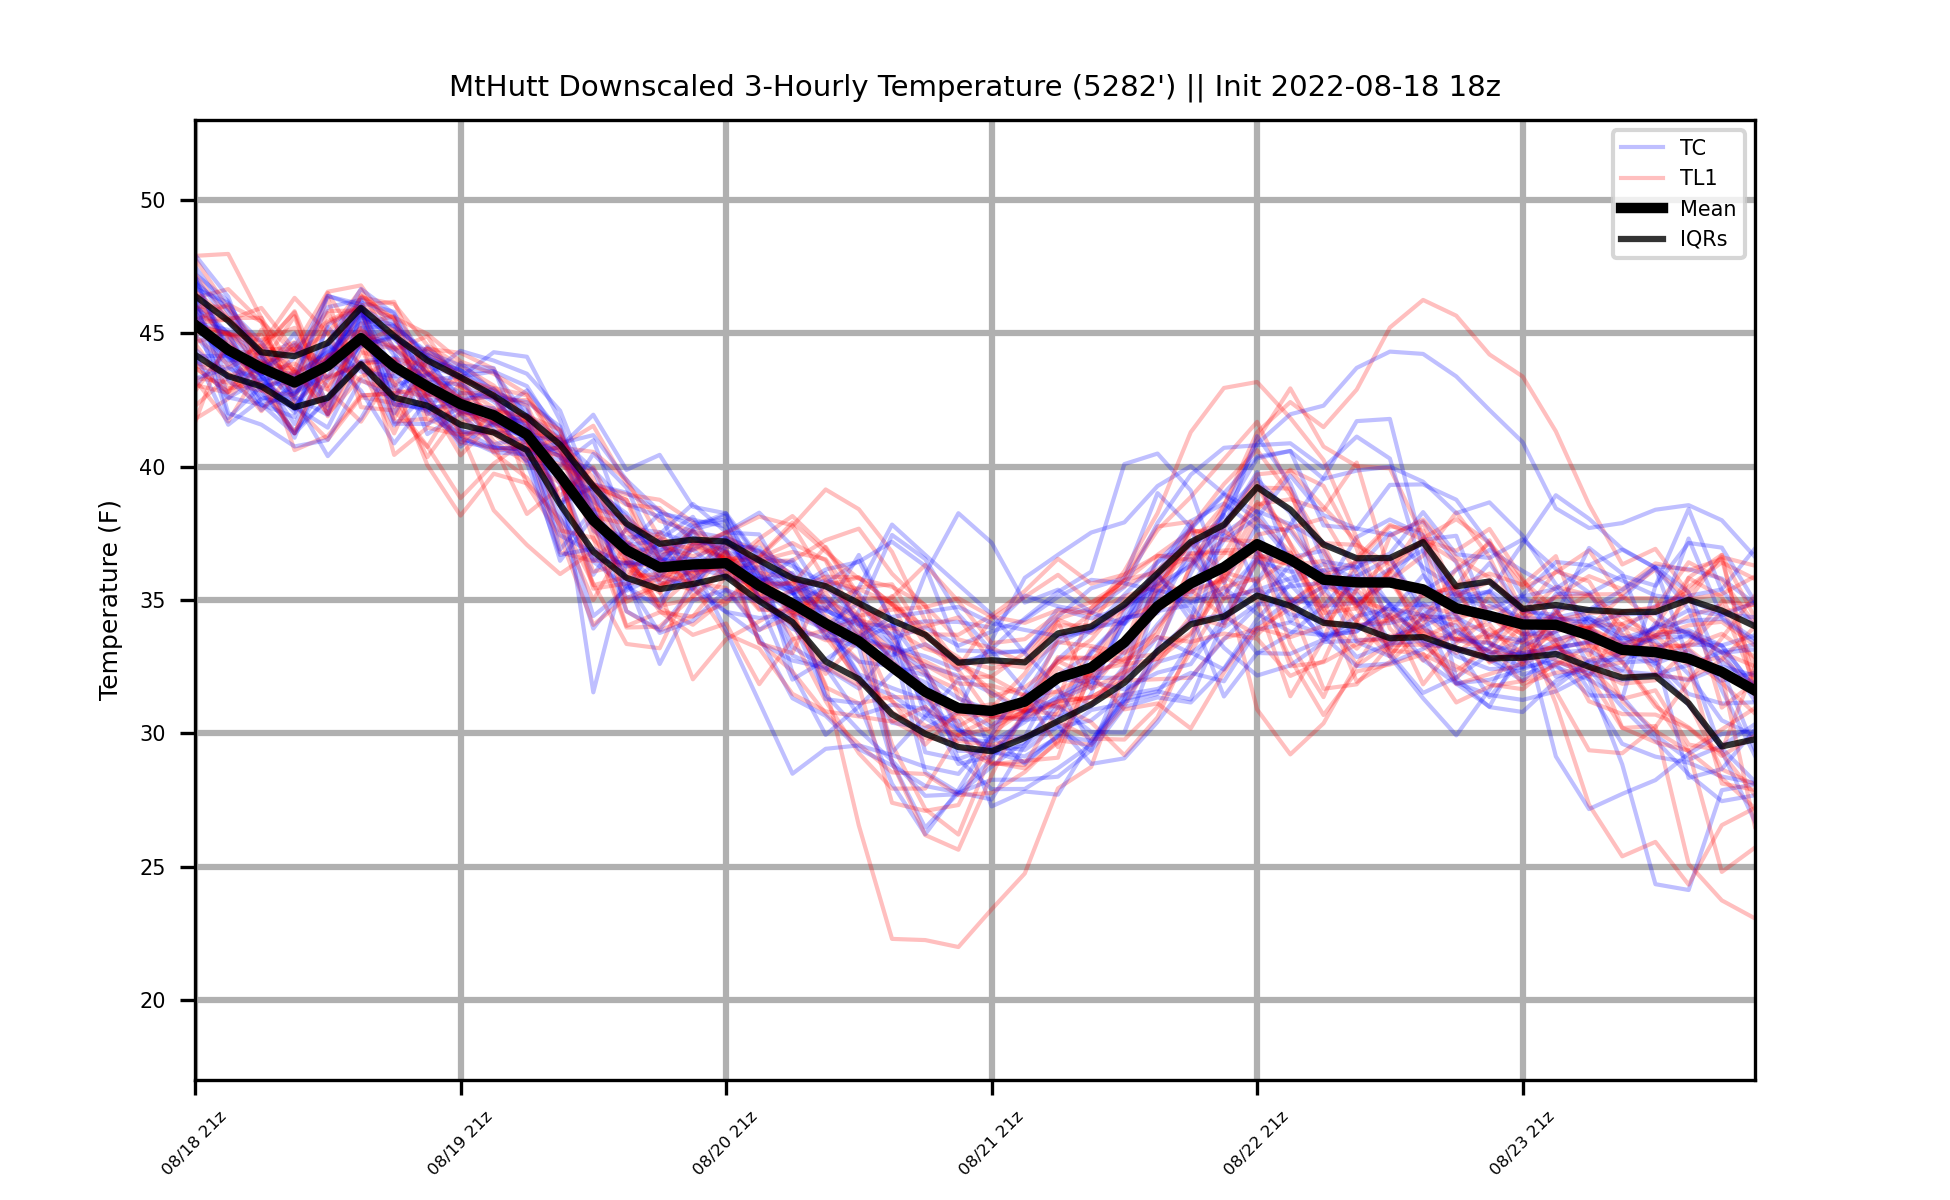 MtHutt Downscaled 3-Hourly Temperature (5282') || Init 2022-08-18 18z
TC
TL1
Mean
IQRs
Temperature (F)
50
45
40
35
30
25
20
08/18 21z
08/19 21z
08/20 21z
08/21 21z
08/22 21z
08/23 21z